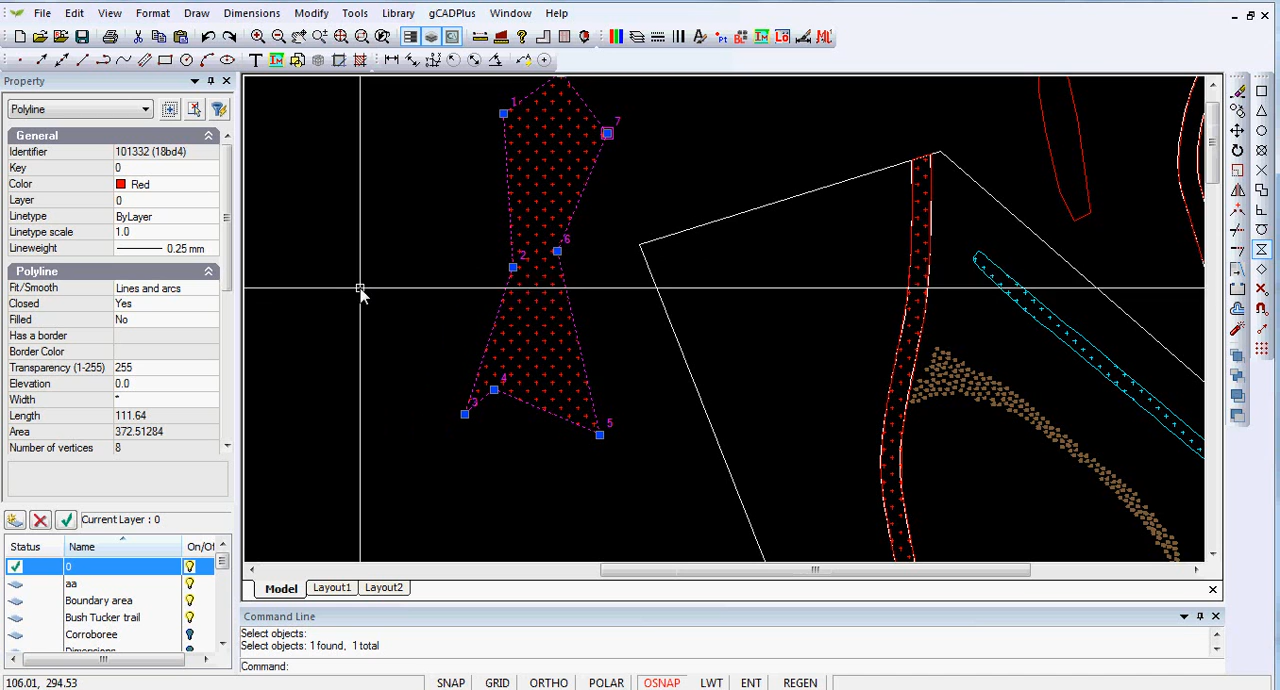 File Edit View Format Draw Dimensions Modify Tools Library gCADPlus Window Help
Property
Polyline
General
Identifier 101332 (18bd4)
Key 0
Color Red
Layer 0
Linetype ByLayer
Linetype scale 1.0
Lineweight 0.25 mm
Polyline
Fit/Smooth Lines and arcs
Closed Yes
Filled No
Has a border
Border Color
Transparency (1-255) 255
Elevation 0.0
Width *
Length 111.64
Area 372.51284
Number of vertices 8
Current Layer : 0
Status Name On/Of
0
aa
Boundary area
Bush Tucker trail
Corroboree
1
7
6
2
4
3
5
Model Layout1 Layout2
Command Line
Select objects:
Select objects: 1 found, 1 total
Command:
106.01, 294.53 SNAP GRID ORTHO POLAR OSNAP LWT ENT REGEN